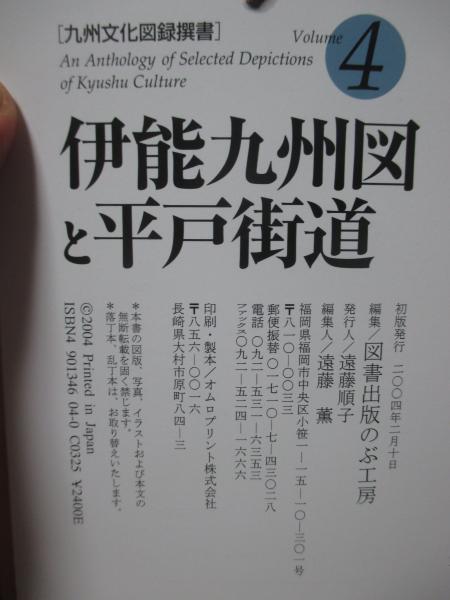 [九州文化図録撰書]
An Anthology of Selected Depictions
of Kyushu Culture
Volume
4
伊能九州図
と平戸街道
初版発行　二〇〇四年二月十日
編集／図書出版のぶ工房
発行人／遠藤順子
編集人／遠藤　薫
福岡県福岡市中央区小笹一―一五―一〇―三〇一号
〒八一〇―〇〇三三
郵便振替　〇一七一〇―七―四三〇二八
電話　〇九二―五三一―六三五三
ファックス〇九二―五二四―一六六六
印刷・製本／オムロプリント株式会社
〒八五六―〇〇一六
長崎県大村市原町八四―三
＊本書の図版、写真、イラストおよび本文の
無断転載を固く禁じます。
＊落丁本、乱丁本は、お取り替えいたします。
©2004 Printed in Japan
ISBN4 901346 04-0 C0325 ¥2400E